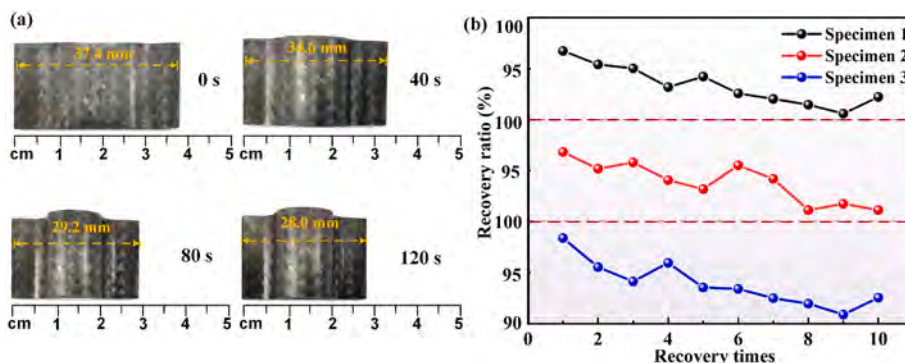 (a)
37.4 mm
0 s
34.0 mm
40 s
cm 1 2 3 4 5
cm 1 2 3 4 5
29.2 mm
80 s
28.0 mm
120 s
cm 1 2 3 4 5
cm 1 2 3 4 5
(b)
Specimen 1
Specimen 2
Specimen 3
Recovery ratio (%)
100
95
100
95
100
95
90
0 2 4 6 8 10
Recovery times